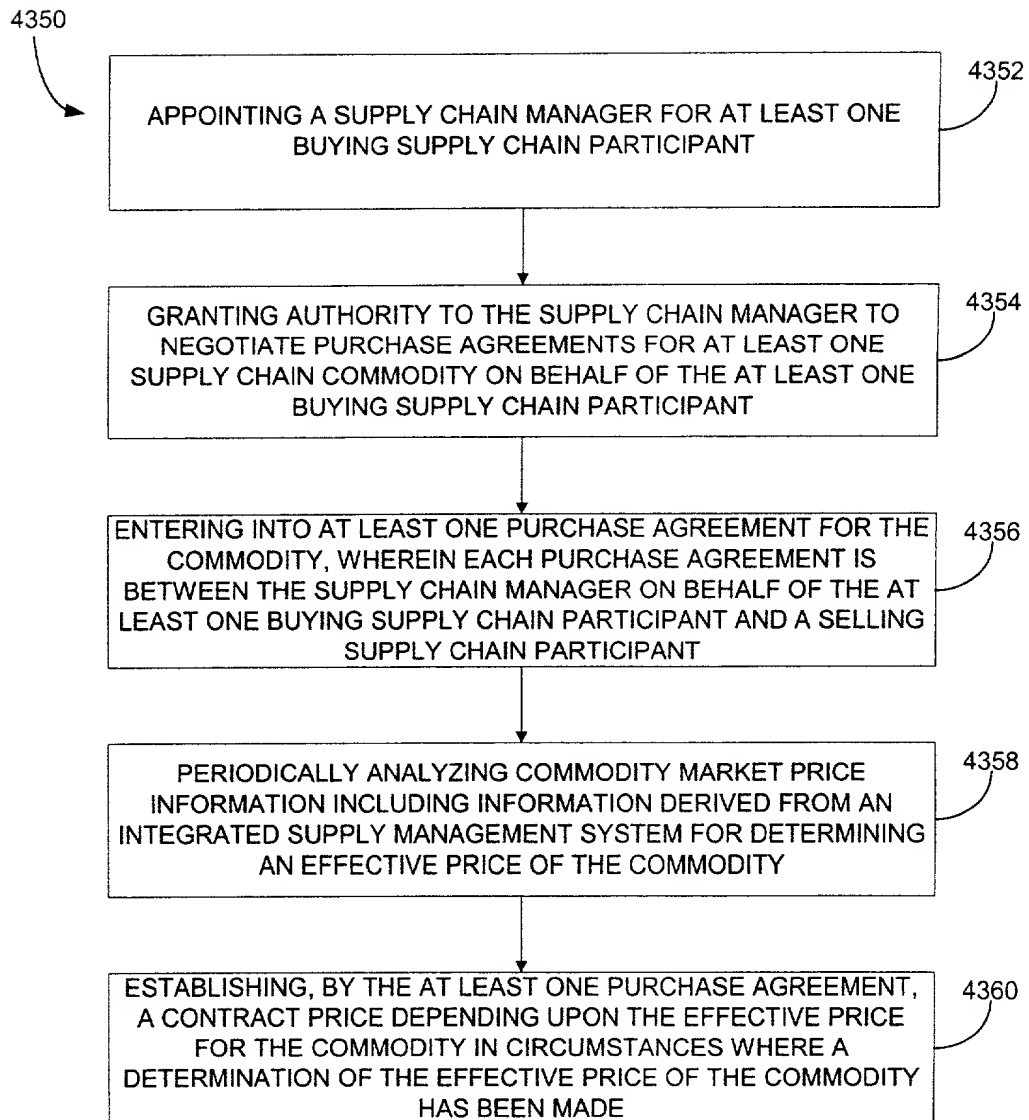 4350
4352
APPOINTING A SUPPLY CHAIN MANAGER FOR AT LEAST ONE
BUYING SUPPLY CHAIN PARTICIPANT
4354
GRANTING AUTHORITY TO THE SUPPLY CHAIN MANAGER TO
NEGOTIATE PURCHASE AGREEMENTS FOR AT LEAST ONE
SUPPLY CHAIN COMMODITY ON BEHALF OF THE AT LEAST ONE
BUYING SUPPLY CHAIN PARTICIPANT
4356
ENTERING INTO AT LEAST ONE PURCHASE AGREEMENT FOR THE
COMMODITY, WHEREIN EACH PURCHASE AGREEMENT IS
BETWEEN THE SUPPLY CHAIN MANAGER ON BEHALF OF THE AT
LEAST ONE BUYING SUPPLY CHAIN PARTICIPANT AND A SELLING
SUPPLY CHAIN PARTICIPANT
4358
PERIODICALLY ANALYZING COMMODITY MARKET PRICE
INFORMATION INCLUDING INFORMATION DERIVED FROM AN
INTEGRATED SUPPLY MANAGEMENT SYSTEM FOR DETERMINING
AN EFFECTIVE PRICE OF THE COMMODITY
4360
ESTABLISHING, BY THE AT LEAST ONE PURCHASE AGREEMENT,
A CONTRACT PRICE DEPENDING UPON THE EFFECTIVE PRICE
FOR THE COMMODITY IN CIRCUMSTANCES WHERE A
DETERMINATION OF THE EFFECTIVE PRICE OF THE COMMODITY
HAS BEEN MADE